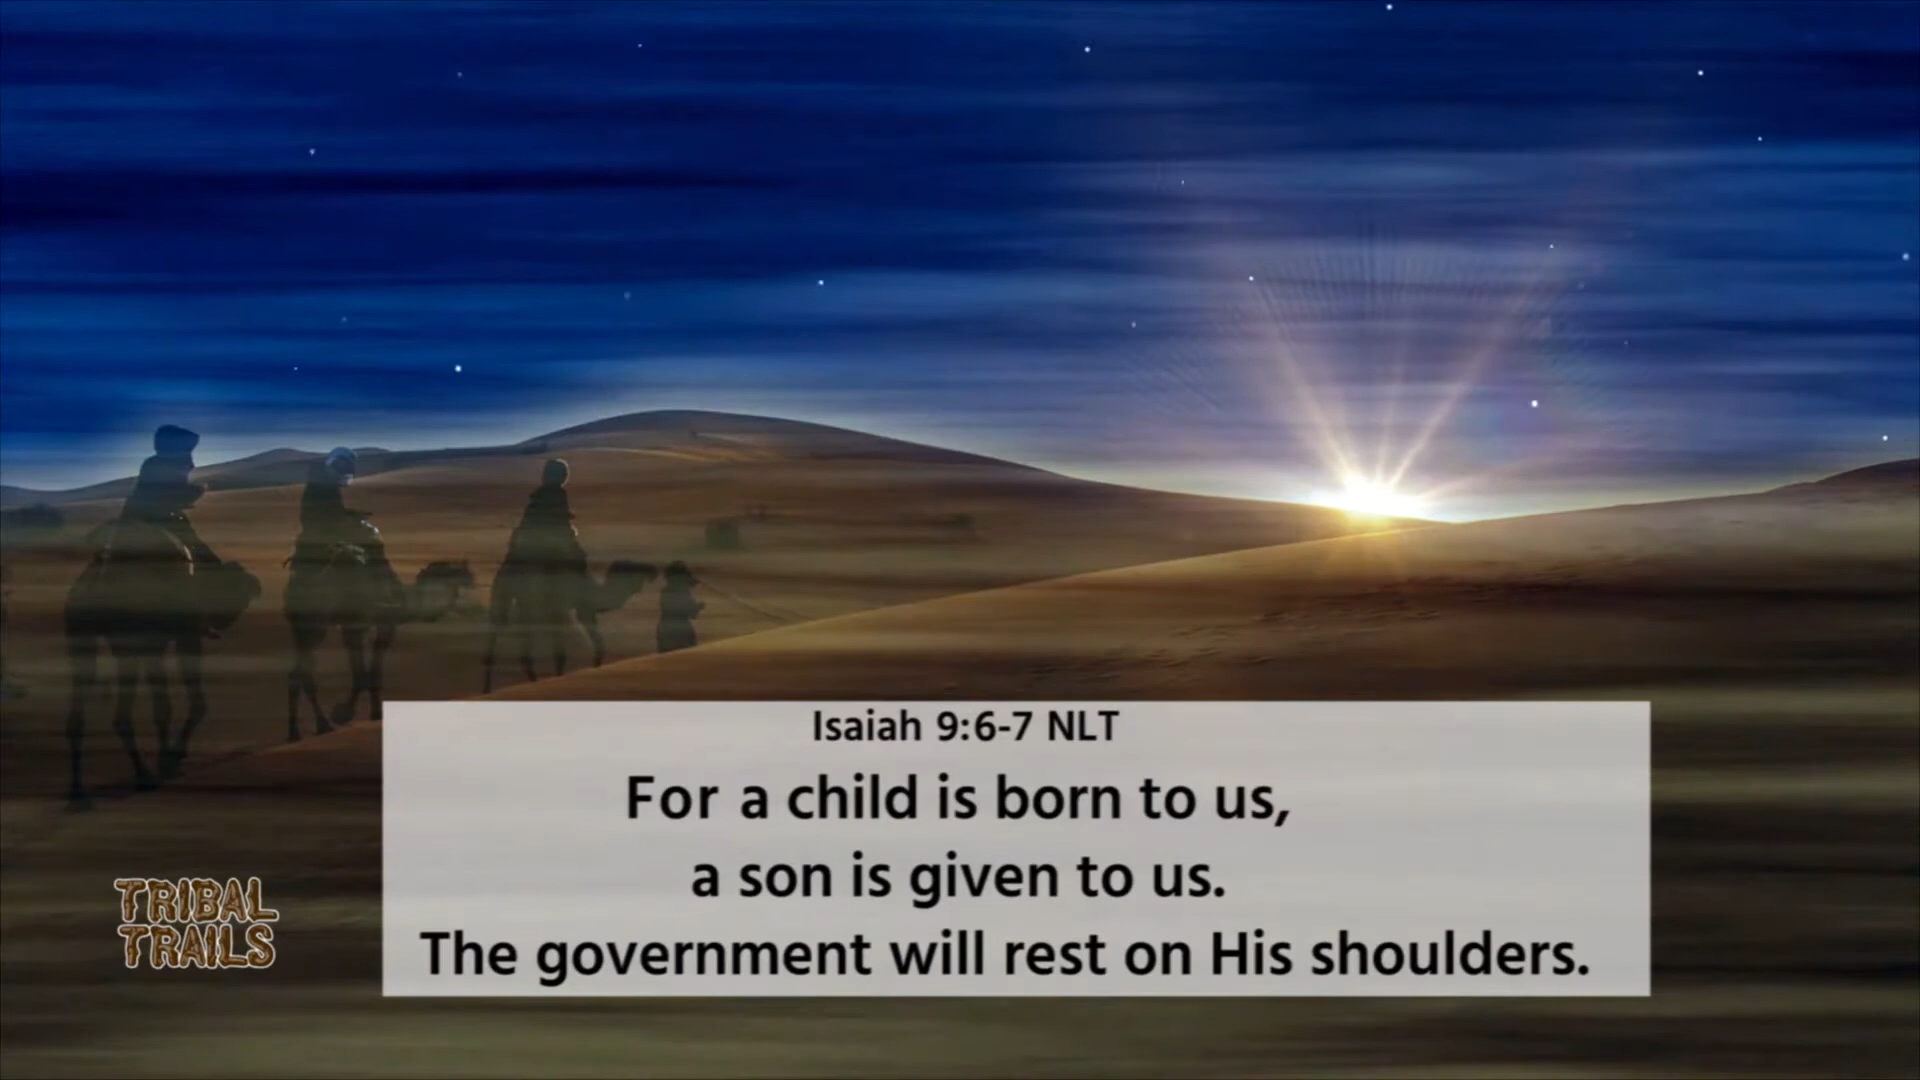 Isaiah 9:6-7 NLT
For a child is born to us,
a son is given to us.
The government will rest on His shoulders.
TRIBAL
TRAILS